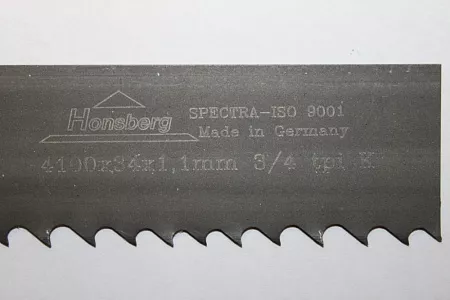 Honsberg
SPECTRA-ISO 9001
Made in Germany
4100x34x1,1mm 3/4 tpi K